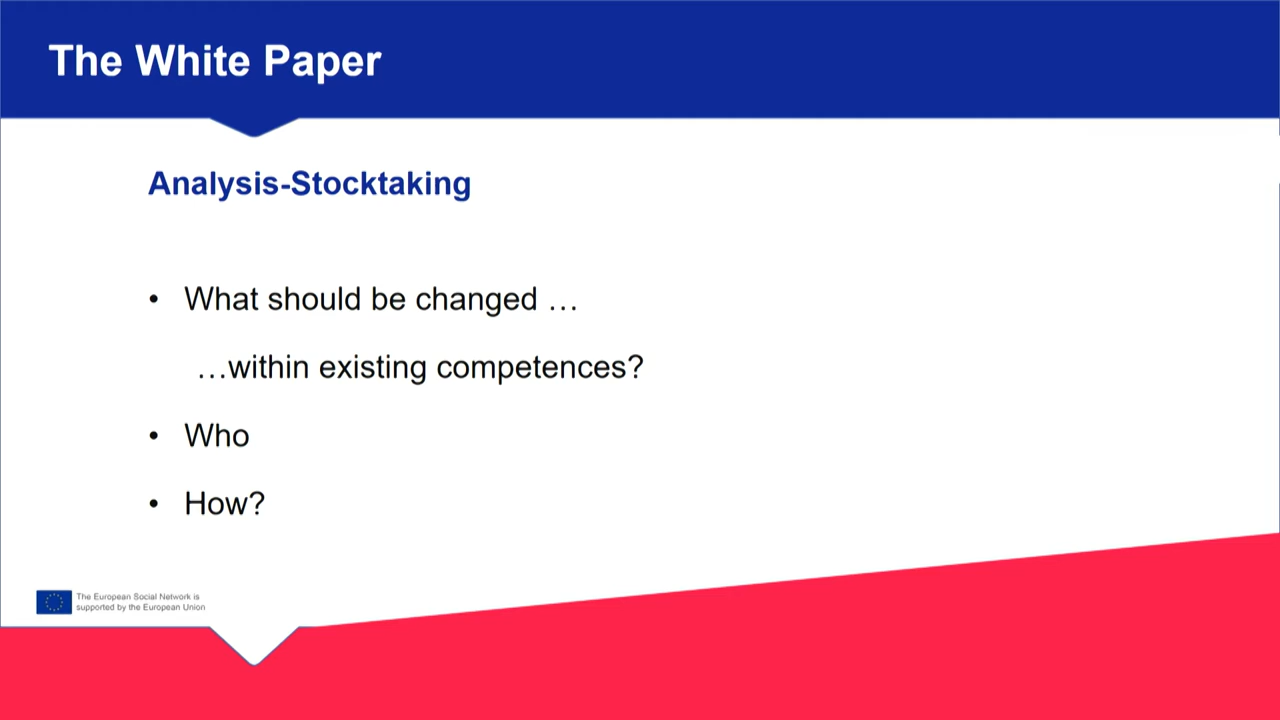 The White Paper
Analysis-Stocktaking
• What should be changed …
…within existing competences?
• Who
• How?
The European Social Network is
supported by the European Union